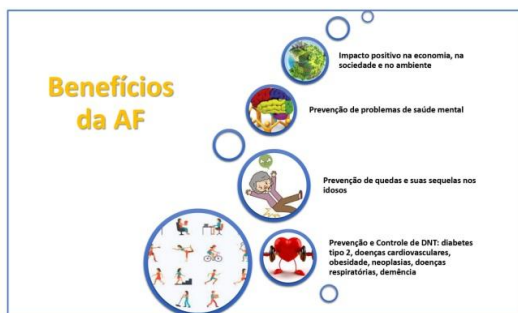 Benefícios
da AF
Impacto positivo na economia, na
sociedade e no ambiente
Prevenção de problemas de saúde mental
Prevenção de quedas e suas sequelas nos
idosos
Prevenção e Controle de DNT: diabetes
tipo 2, doenças cardiovasculares,
obesidade, neoplasias, doenças
respiratórias, demência